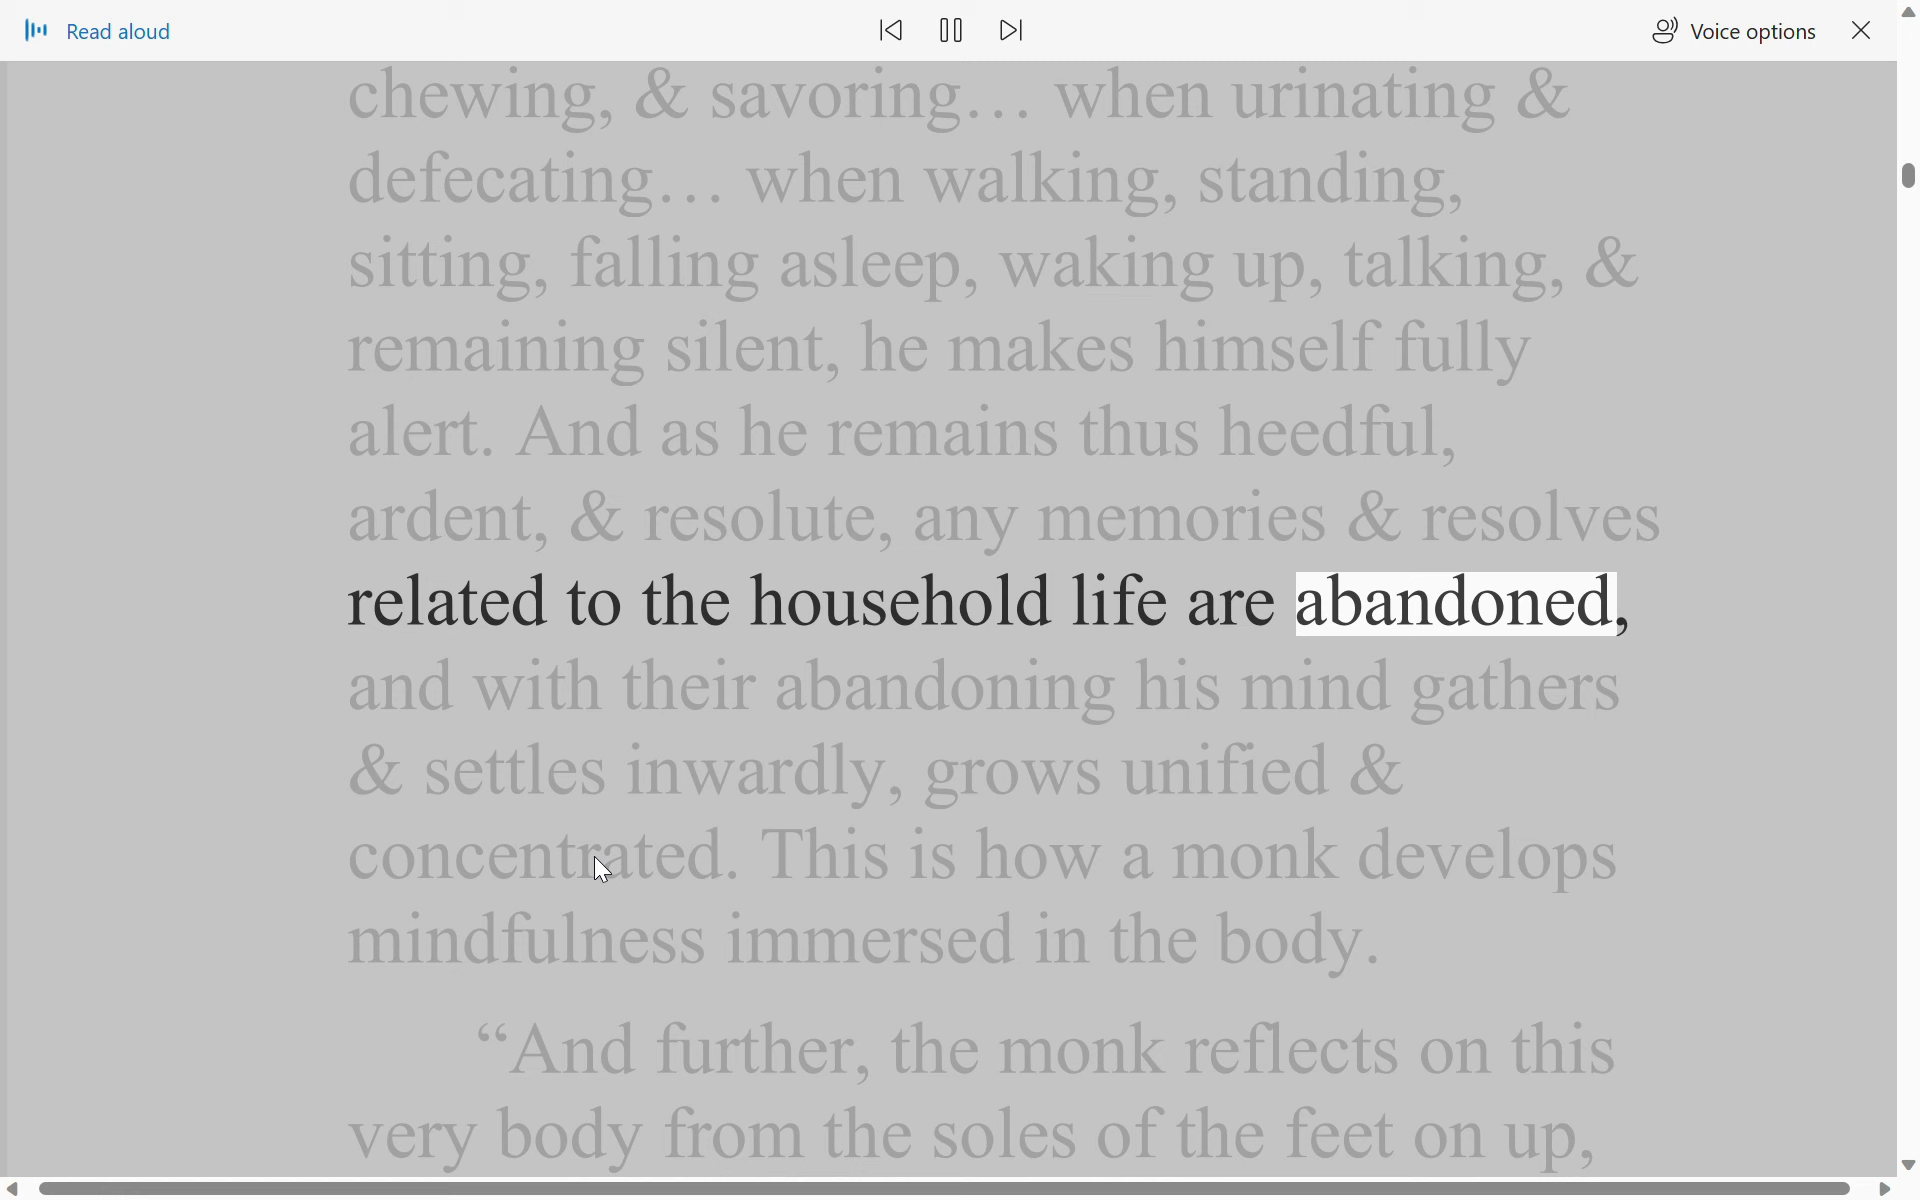 Read aloud
Voice options
chewing, & savoring… when urinating &
defecating… when walking, standing,
sitting, falling asleep, waking up, talking, &
remaining silent, he makes himself fully
alert. And as he remains thus heedful,
ardent, & resolute, any memories & resolves
related to the household life are abandoned,
and with their abandoning his mind gathers
& settles inwardly, grows unified &
concentrated. This is how a monk develops
mindfulness immersed in the body.
“And further, the monk reflects on this
very body from the soles of the feet on up,